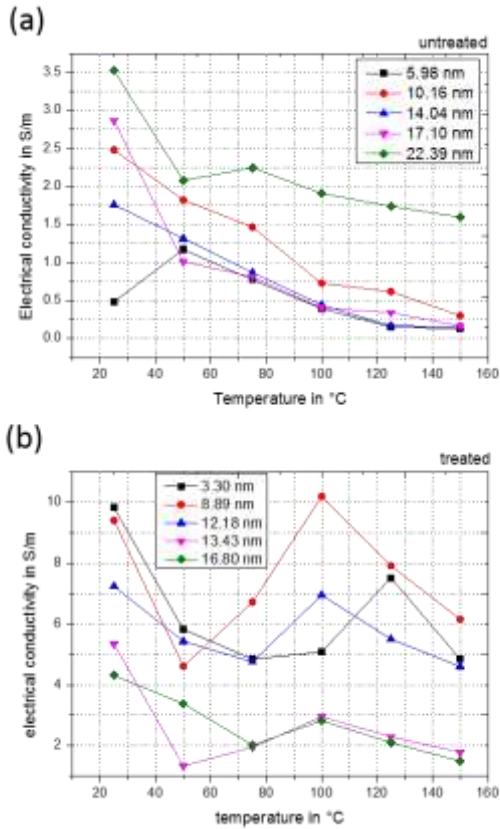 (a)
untreated
5.98 nm
10.16 nm
14.04 nm
17.10 nm
22.39 nm
3.5
3.0
2.5
2.0
1.5
1.0
0.5
0.0
Electrical conductivity in S/m
20 40 60 80 100 120 140 160
Temperature in °C
(b)
treated
3.30 nm
8.89 nm
12.18 nm
13.43 nm
16.80 nm
10
8
6
4
2
electrical conductivity in S/m
20 40 60 80 100 120 140 160
temperature in °C